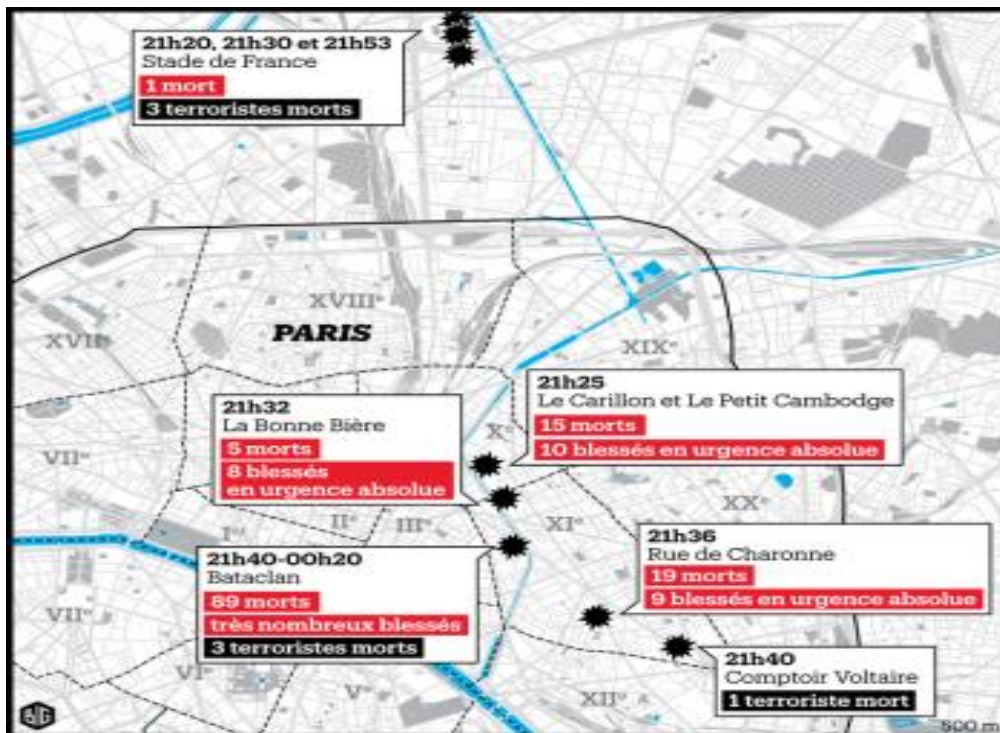 21h20, 21h30 et 21h53
Stade de France
1 mort
3 terroristes morts
XVIIIe
PARIS
XVIIe
XIXe
21h25
Le Carillon et Le Petit Cambodge
15 morts
10 blessés en urgence absolue
21h32
La Bonne Bière
5 morts
8 blessés
en urgence absolue
Xe
VIIe
XXe
Ier
IIe
IIIe
XIe
21h36
Rue de Charonne
19 morts
9 blessés en urgence absolue
21h40-00h20
Bataclan
89 morts
très nombreux blessés
3 terroristes morts
VIIe
VIe
Ve
XIIe
21h40
Comptoir Voltaire
1 terroriste mort
500 m